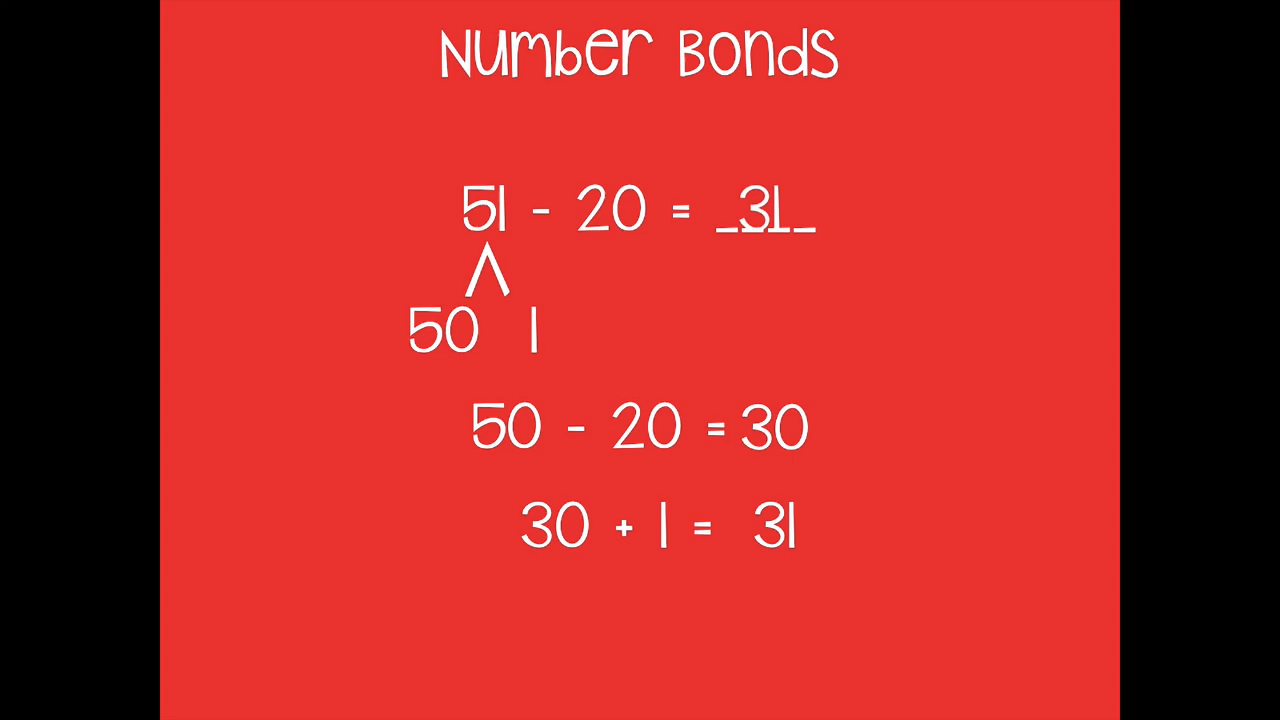 Number Bonds
51 - 20 = _31_
50 1
50 - 20 = 30
30 + 1 = 31